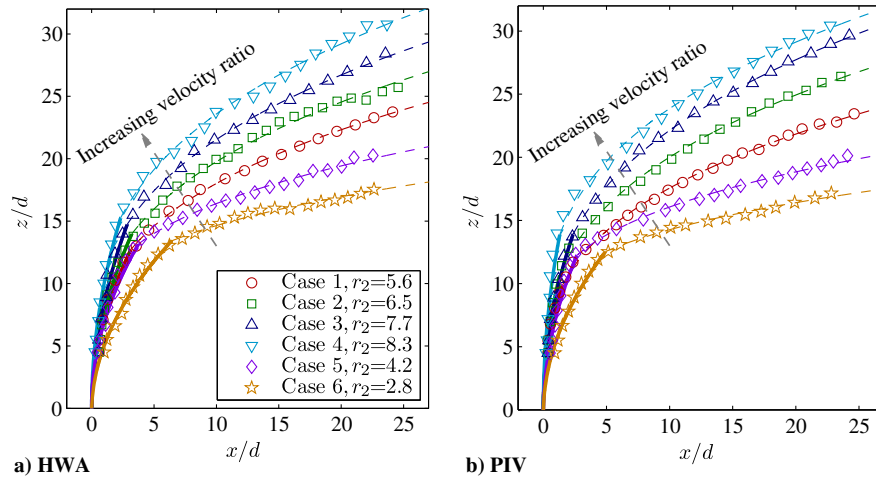 35
30
25
20
15
10
5
0
z/d
Increasing velocity ratio
Case 1, r₂=5.6
Case 2, r₂=6.5
Case 3, r₂=7.7
Case 4, r₂=8.3
Case 5, r₂=4.2
Case 6, r₂=2.8
0 5 10 15 20 25
x/d
a) HWA
35
30
25
20
15
10
5
0
z/d
Increasing velocity ratio
0 5 10 15 20 25
x/d
b) PIV